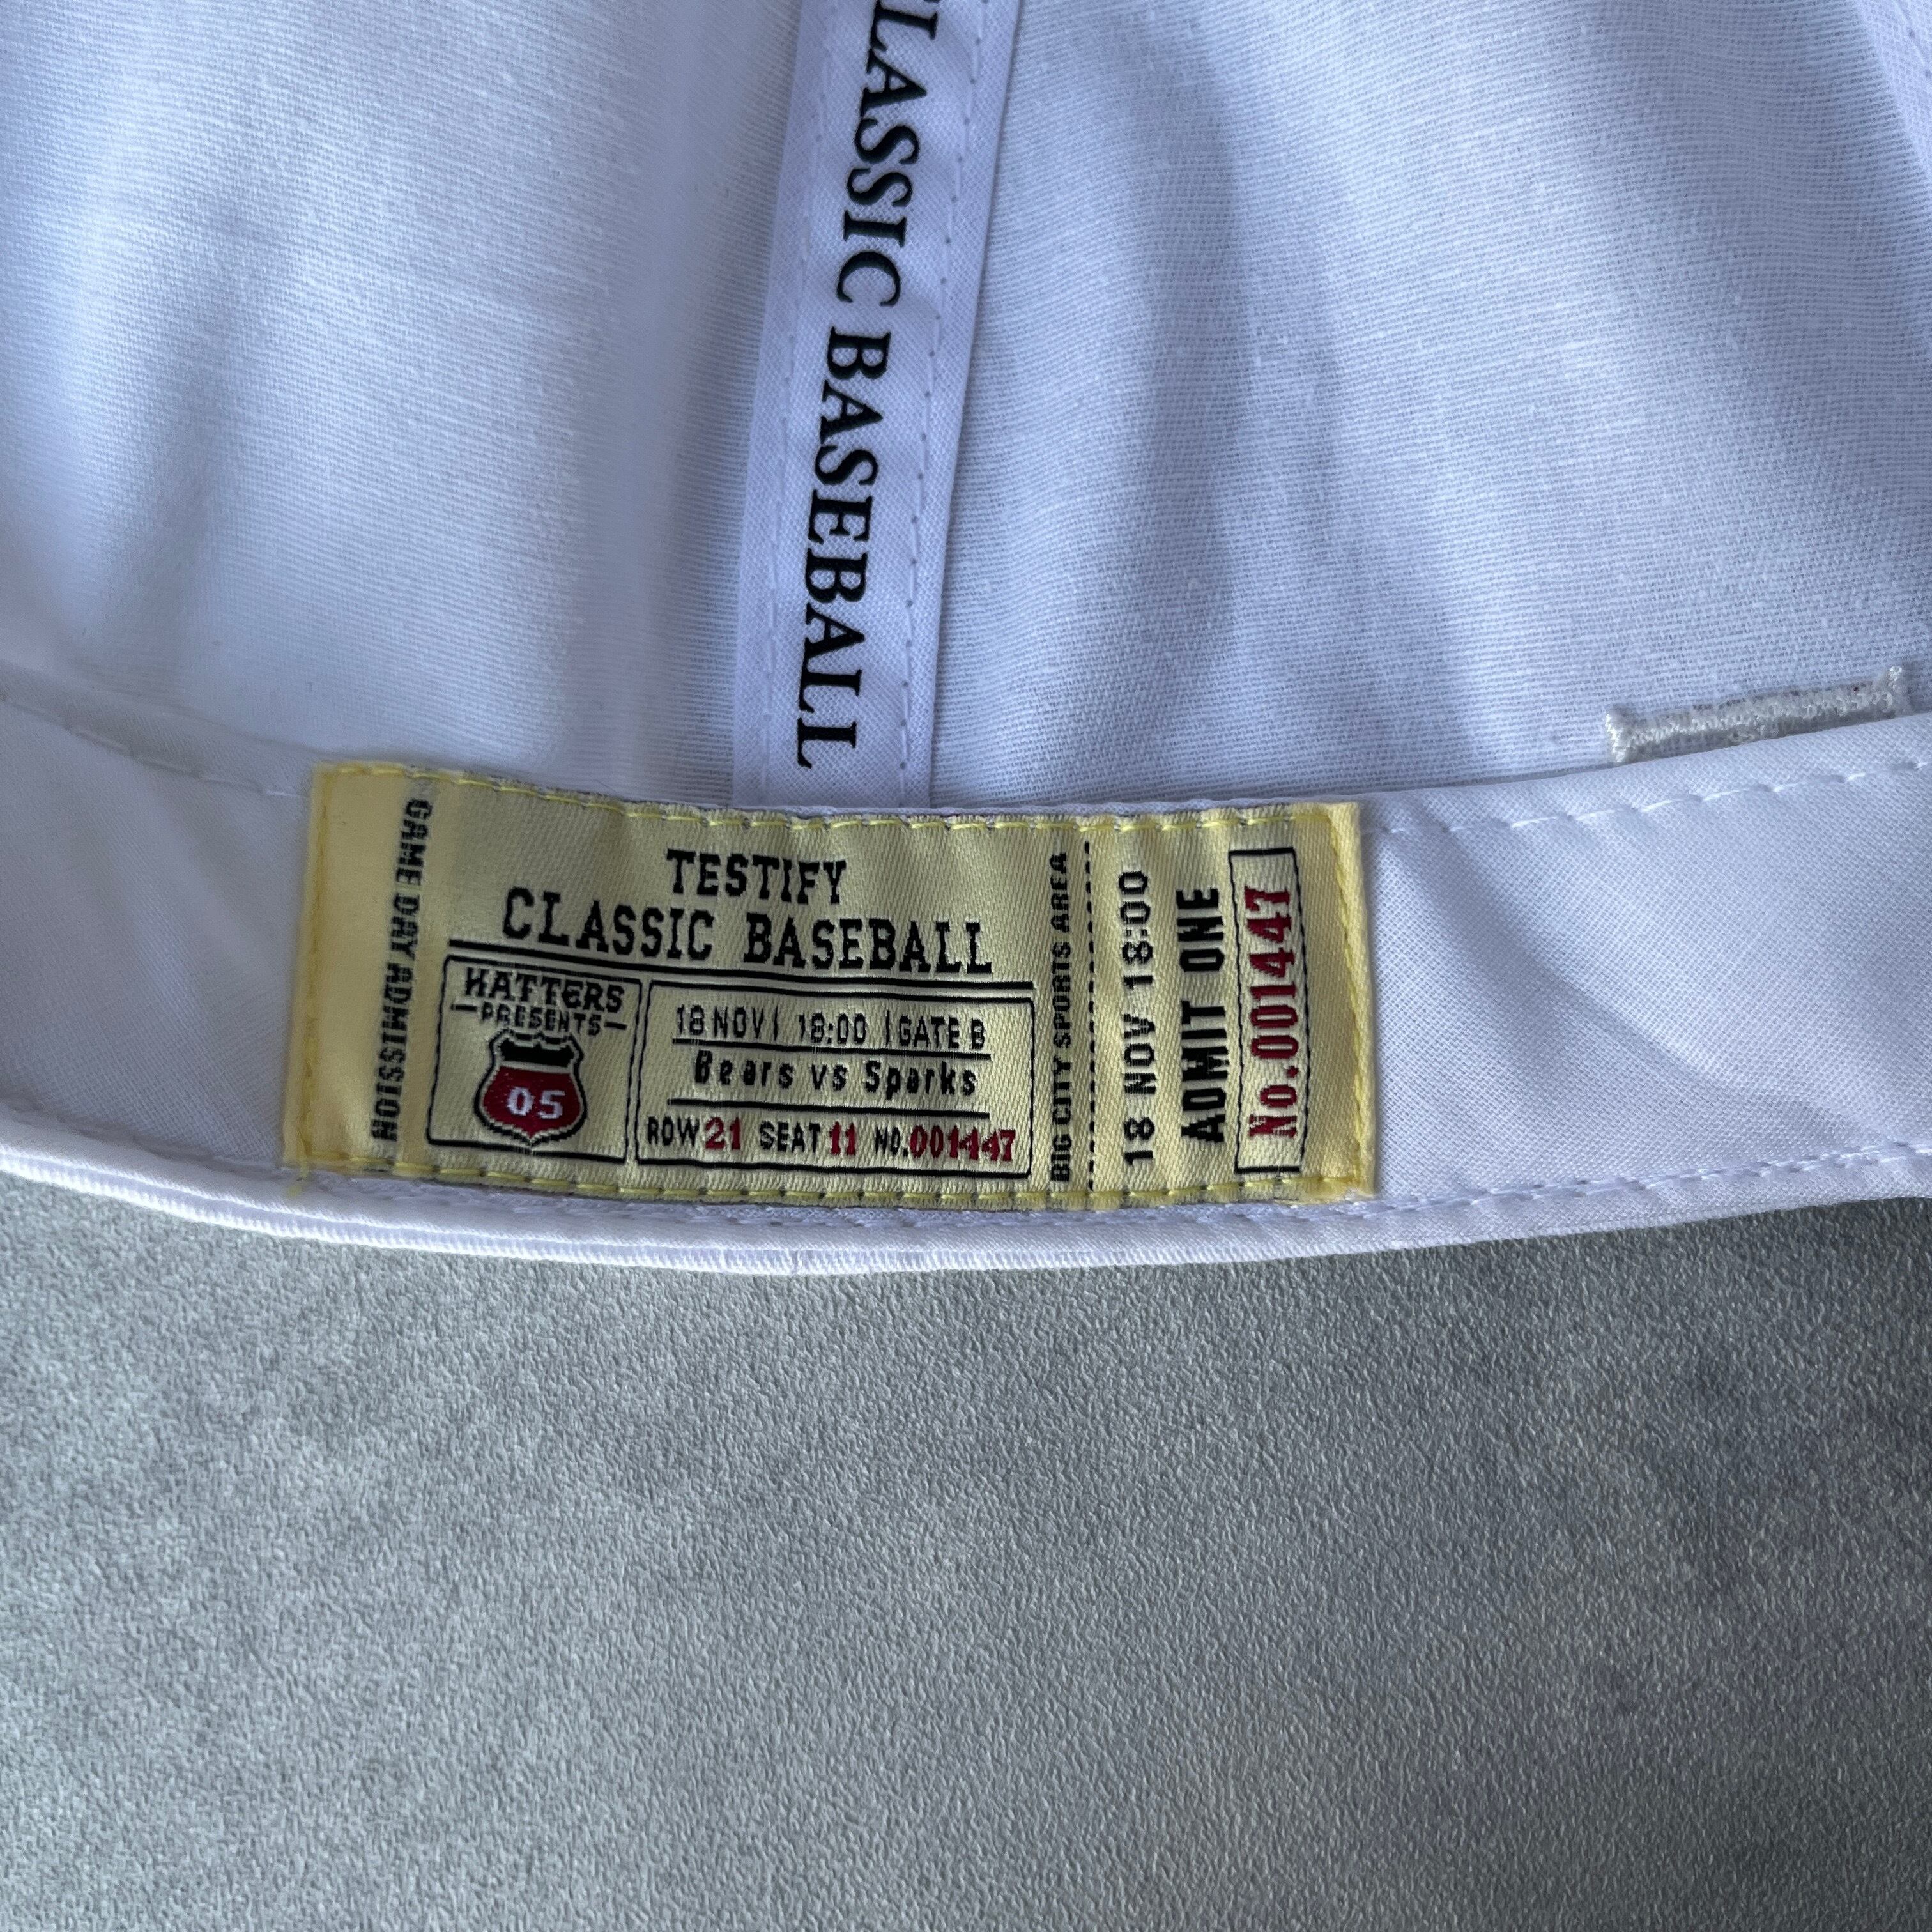 CLASSIC BASEBALL
GAME DAY ADMISSION
TESTIFY
CLASSIC BASEBALL
HATTERS
PRESENTS
05
18 NOV | 18:00 | GATE B
Bears vs Sparks
ROW 21 SEAT 11 NO.001447
BIG CITY SPORTS AREA
18 NOV 18:00
ADMIT ONE
No.001447